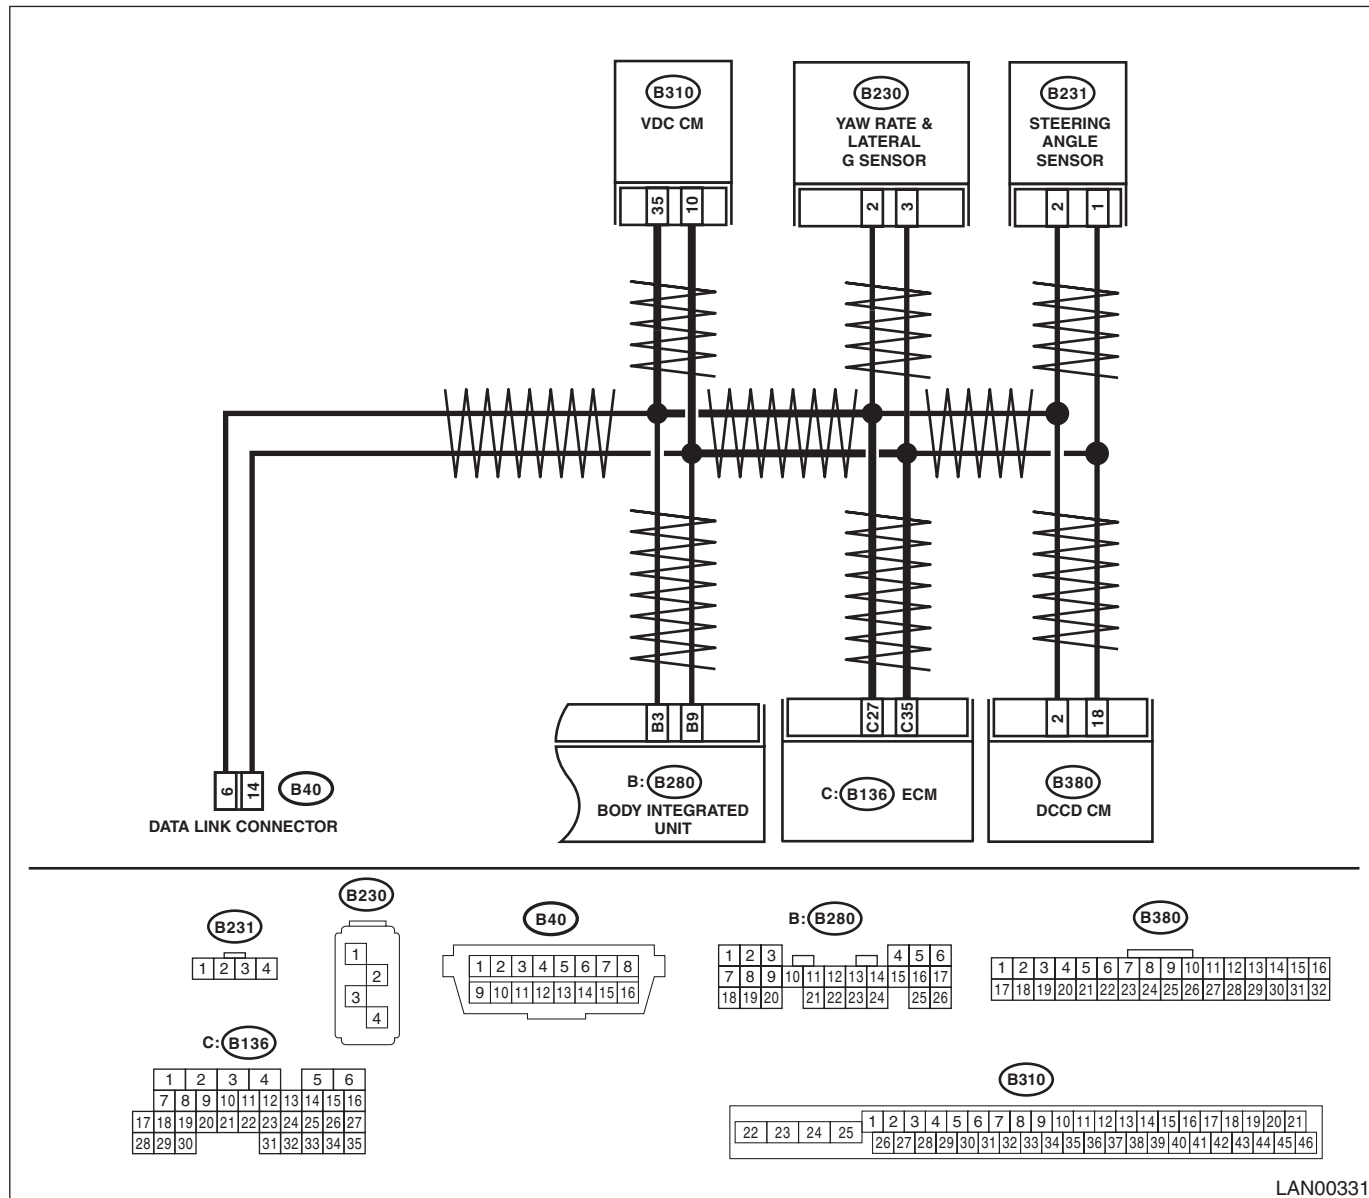 B310 B230 B231
VDC CM YAW RATE & STEERING
LATERAL ANGLE
G SENSOR SENSOR
35 10 2 3 2 1
B3 B9 C27 C35 2 18
6 14 B40
DATA LINK CONNECTOR
B: B280 C: B136 ECM B380
BODY INTEGRATED DCCD CM
UNIT
B231
1 2 3 4
B230
1
2
3
4
B40
1 2 3 4 5 6 7 8
9 10 11 12 13 14 15 16
B: B280
1 2 3 4 5 6
7 8 9 10 11 12 13 14 15 16 17
18 19 20 21 22 23 24 25 26
B380
1 2 3 4 5 6 7 8 9 10 11 12 13 14 15 16
17 18 19 20 21 22 23 24 25 26 27 28 29 30 31 32
C: B136
1 2 3 4 5 6
7 8 9 10 11 12 13 14 15 16
17 18 19 20 21 22 23 24 25 26 27
28 29 30 31 32 33 34 35
B310
1 2 3 4 5 6 7 8 9 10 11 12 13 14 15 16 17 18 19 20 21
22 23 24 25
26 27 28 29 30 31 32 33 34 35 36 37 38 39 40 41 42 43 44 45 46
LAN00331